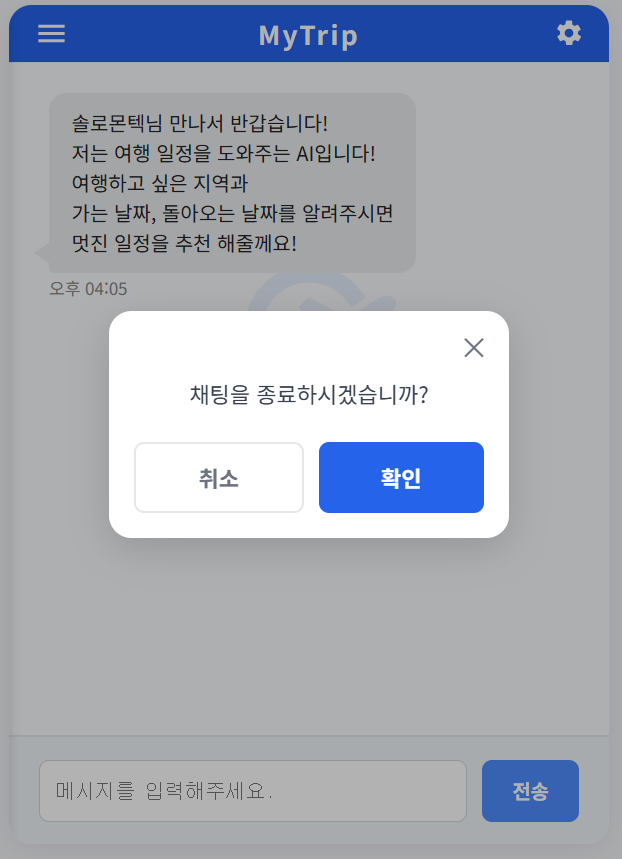 MyTrip
솔로몬텍님 만나서 반갑습니다!
저는 여행 일정을 도와주는 AI입니다!
여행하고 싶은 지역과
가는 날짜, 돌아오는 날짜를 알려주시면
멋진 일정을 추천 해줄께요!
오후 04:05
채팅을 종료하시겠습니까?
취소
확인
메시지를 입력해주세요.
전송